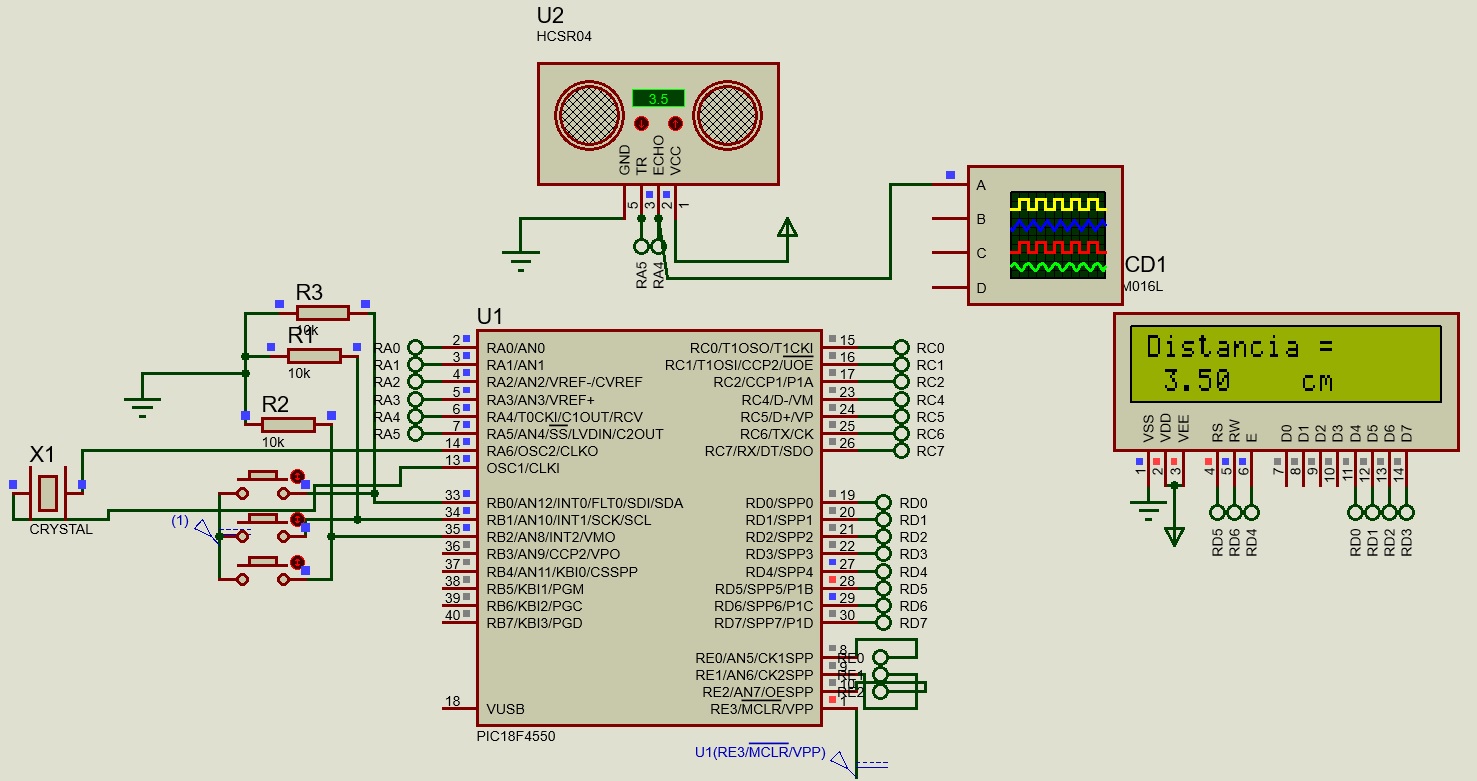 U2
HCSR04
3.5
GND
TR
ECHO
VCC
5
3
2
1
RA5
RA4
A
B
C
D
CD1
M016L
Distancia =
3.50 cm
VSS
VDD
VEE
RS
RW
E
D0
D1
D2
D3
D4
D5
D6
D7
1
2
3
4
5
6
7
8
9
10
11
12
13
14
RD5
RD6
RD4
RD0
RD1
RD2
RD3
R3
10k
R1
10k
R2
10k
X1
CRYSTAL
(1)
U1
RA0 2 RA0/AN0
RA1 3 RA1/AN1
RA2 4 RA2/AN2/VREF-/CVREF
RA3 5 RA3/AN3/VREF+
RA4 6 RA4/T0CKI/C1OUT/RCV
RA5 7 RA5/AN4/SS/LVDIN/C2OUT
14 RA6/OSC2/CLKO
13 OSC1/CLKI
33 RB0/AN12/INT0/FLT0/SDI/SDA
34 RB1/AN10/INT1/SCK/SCL
35 RB2/AN8/INT2/VMO
36 RB3/AN9/CCP2/VPO
37 RB4/AN11/KBI0/CSSPP
38 RB5/KBI1/PGM
39 RB6/KBI2/PGC
40 RB7/KBI3/PGD
18 VUSB
RC0/T1OSO/T1CKI 15 RC0
RC1/T1OSI/CCP2/UOE 16 RC1
RC2/CCP1/P1A 17 RC2
RC4/D-/VM 23 RC4
RC5/D+/VP 24 RC5
RC6/TX/CK 25 RC6
RC7/RX/DT/SDO 26 RC7
RD0/SPP0 19 RD0
RD1/SPP1 20 RD1
RD2/SPP2 21 RD2
RD3/SPP3 22 RD3
RD4/SPP4 27 RD4
RD5/SPP5/P1B 28 RD5
RD6/SPP6/P1C 29 RD6
RD7/SPP7/P1D 30 RD7
RE0/AN5/CK1SPP 8 RE0
RE1/AN6/CK2SPP 9 RE1
RE2/AN7/OESPP 10 RE2
RE3/MCLR/VPP 1
PIC18F4550
U1(RE3/MCLR/VPP)